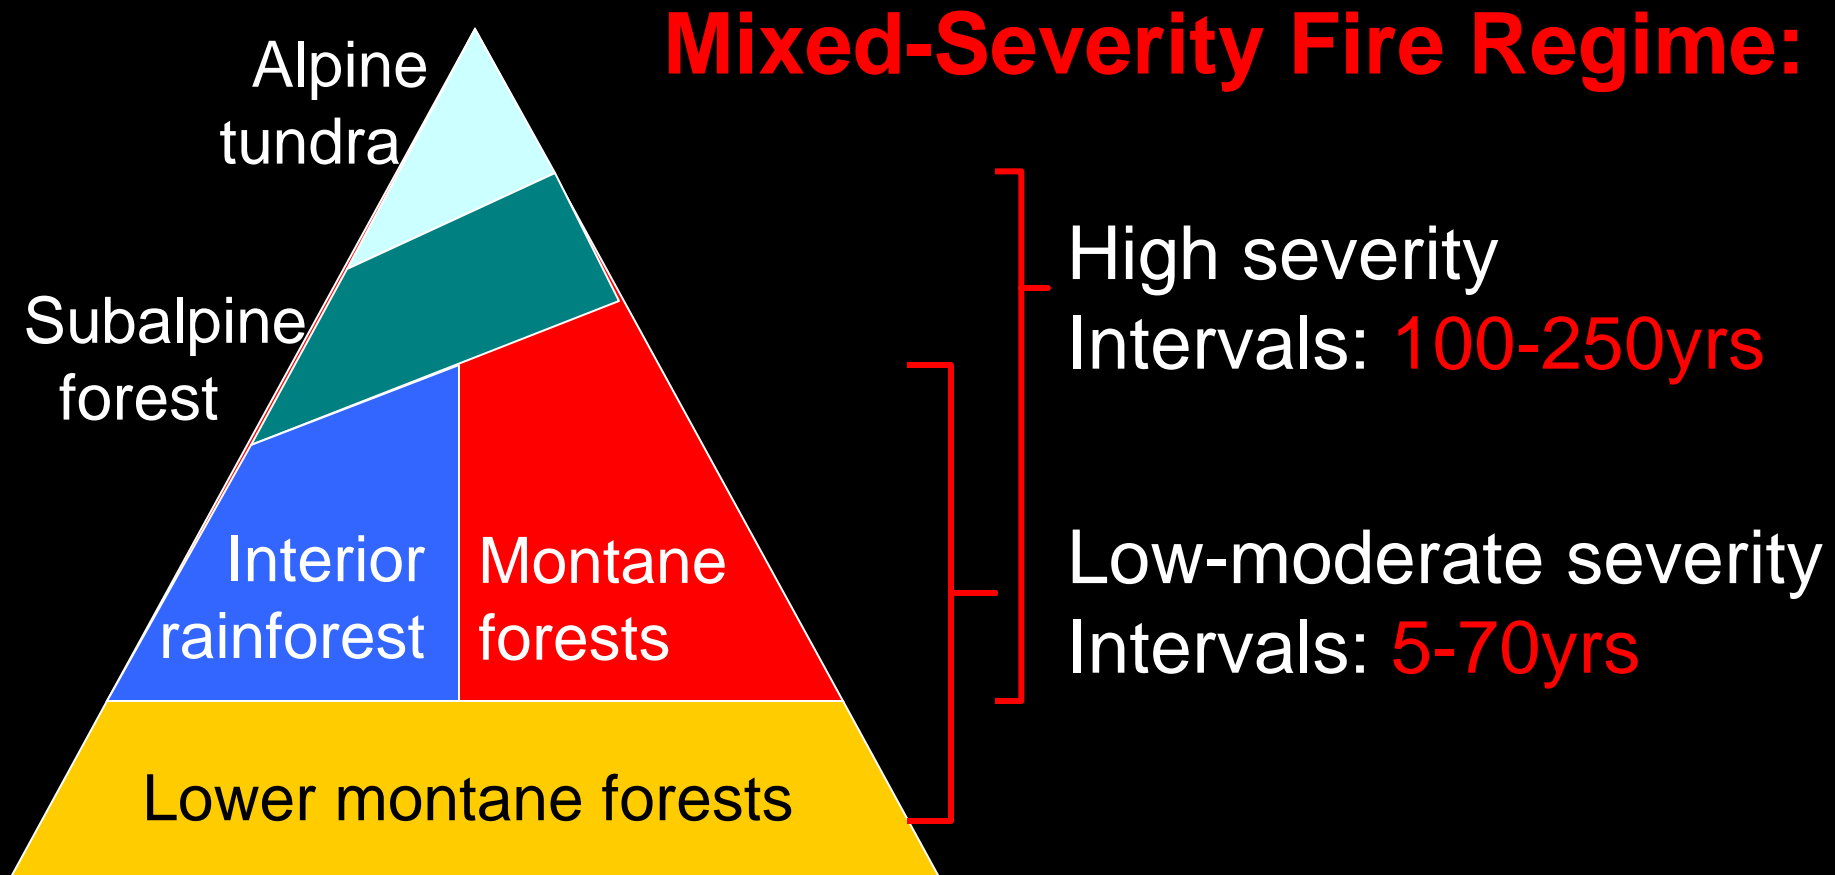 Mixed-Severity Fire Regime:
Alpine
tundra
Subalpine
forest
Interior
rainforest
Montane
forests
Lower montane forests
High severity
Intervals: 100-250yrs
Low-moderate severity
Intervals: 5-70yrs